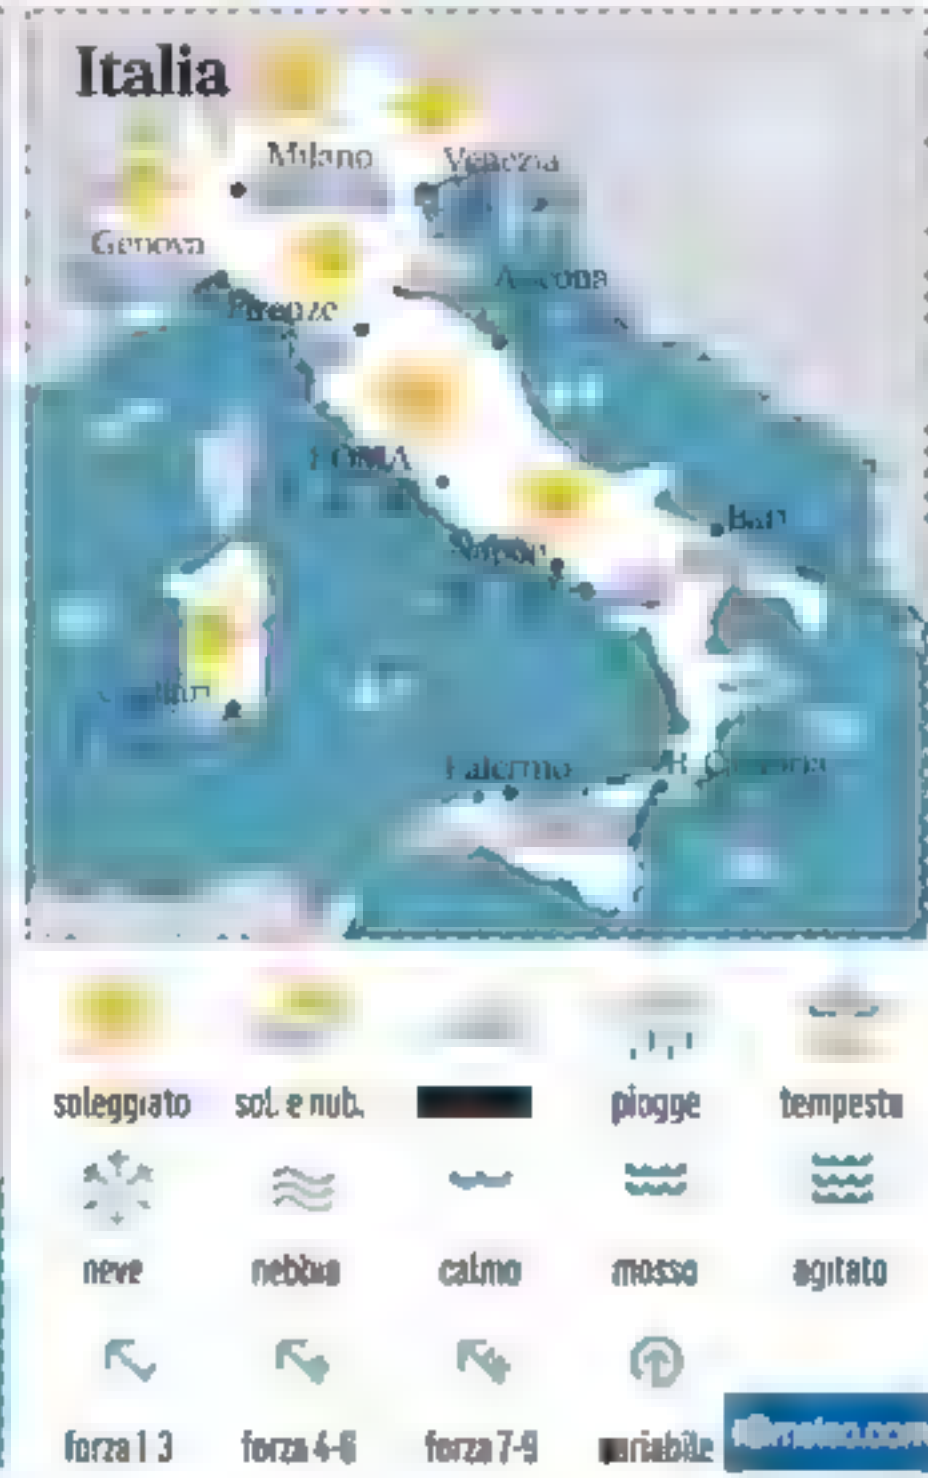 Italia
Milano
Venezia
Genova
Ancona
Firenze
ROMA
Bari
Napoli
Palermo
soleggiato
sol. e nub.
piogge
tempesta
neve
nebbia
calmo
mosso
agitato
forza 1 3
forza 4-6
forza 7-9
variabile